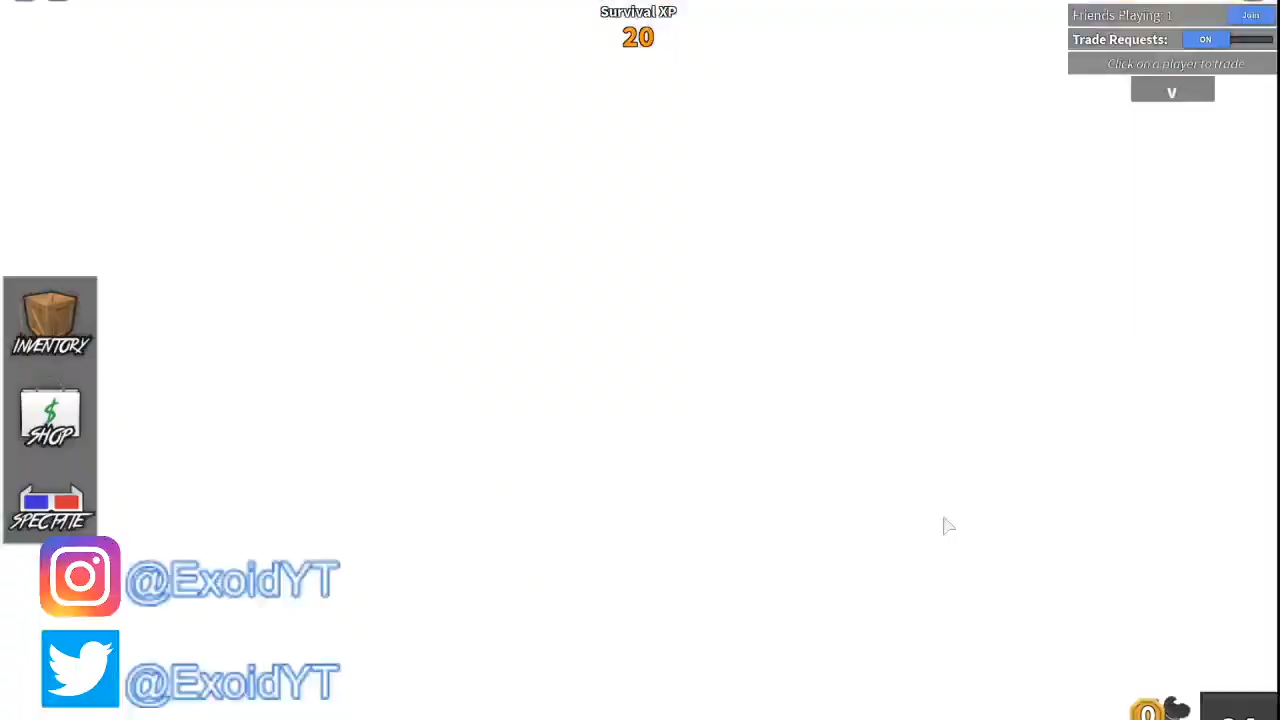 Survival XP
20
Friends Playing: 1
Join
Trade Requests:
ON
Click on a player to trade
v
INVENTORY
$
SHOP
SPECTATE
@ExoidYT
@ExoidYT
0